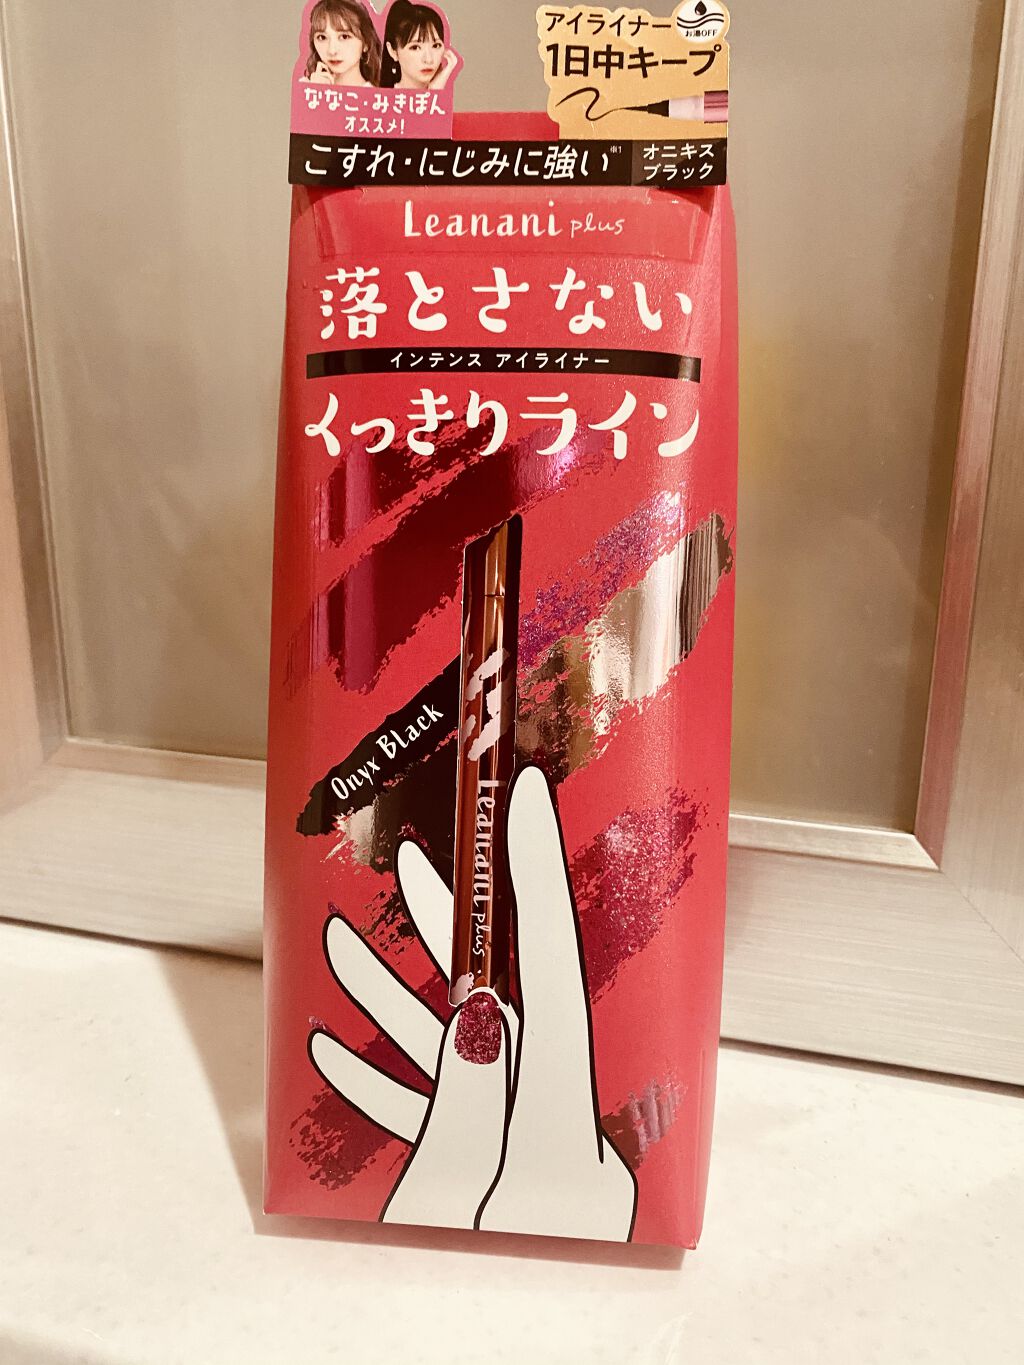 ななこ・みきぽん
オススメ!
アイライナー
お湯OFF
1日中キープ
こすれ・にじみに強い※1
オニキス
ブラック
Leanani plus
落とさない
インテンス アイライナー
くっきりライン
Onyx Black
Leanani plus